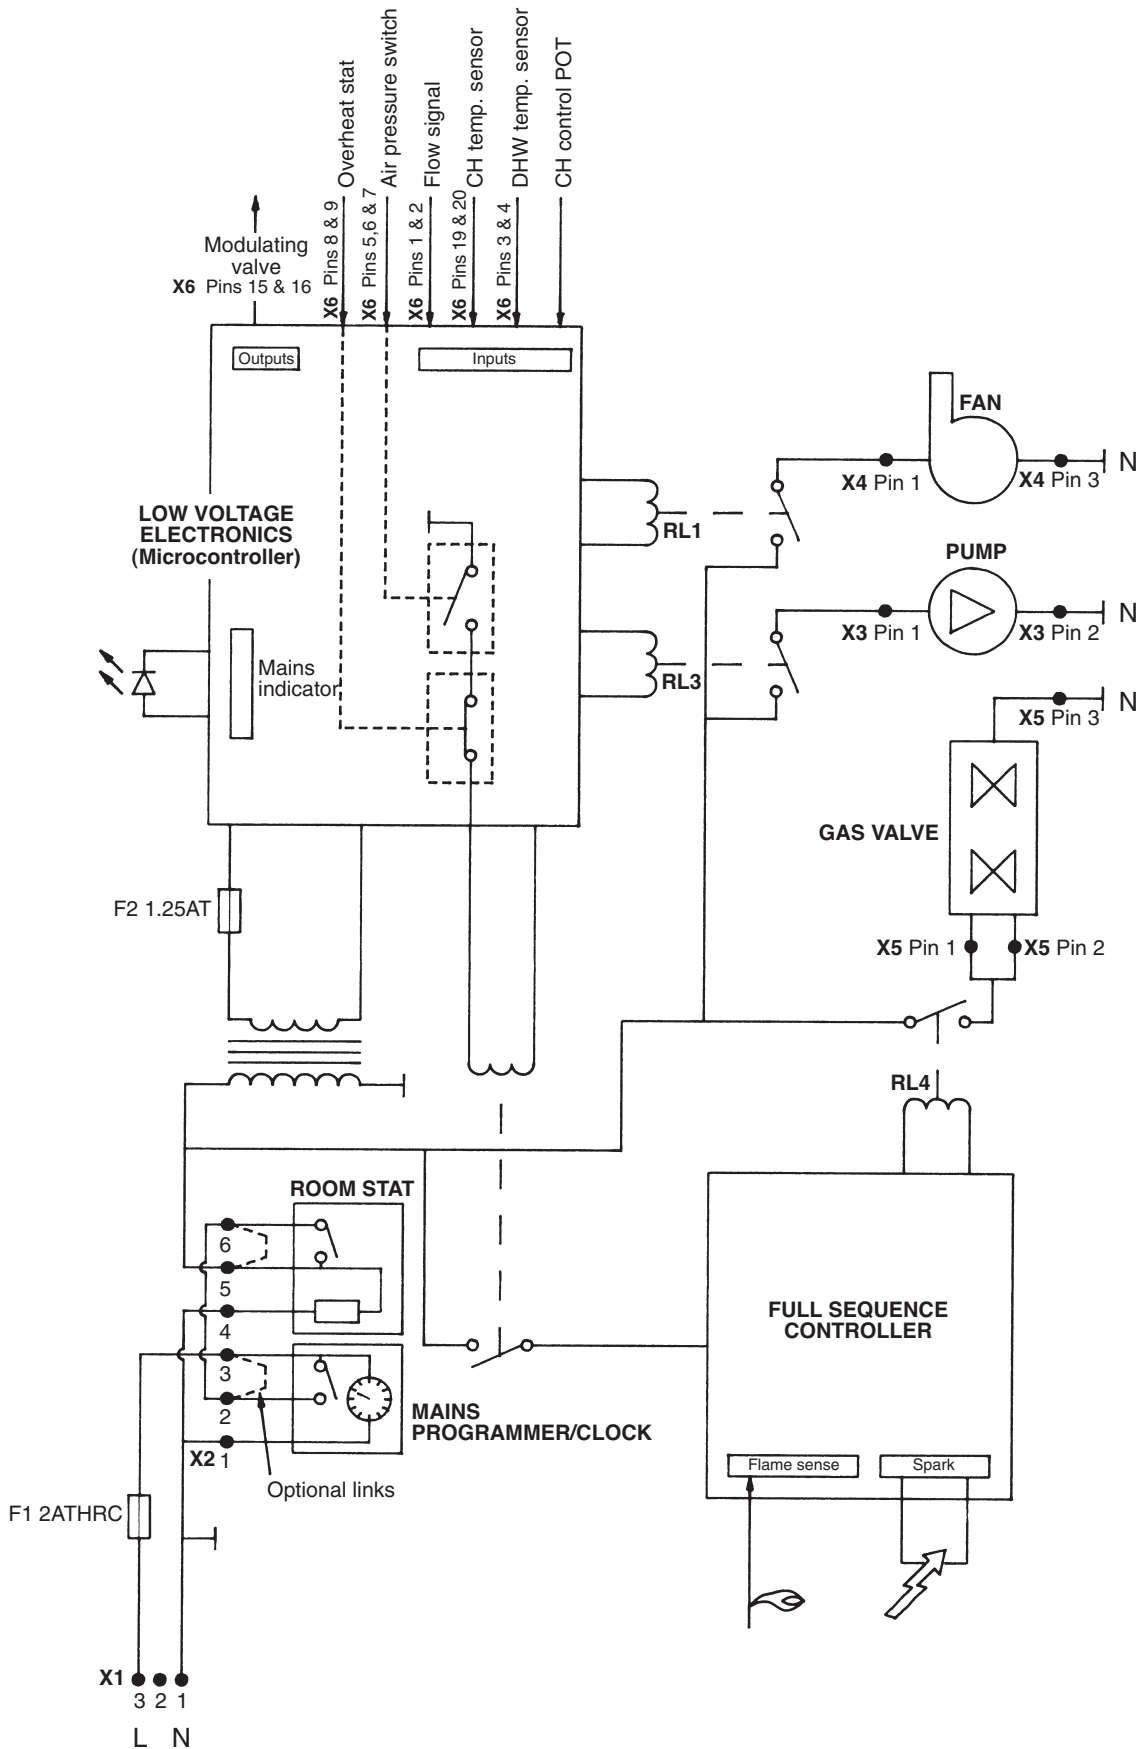 Overheat stat
Air pressure switch
Flow signal
CH temp. sensor
DHW temp. sensor
CH control POT
X6 Pins 8 & 9
X6 Pins 5,6 & 7
X6 Pins 1 & 2
X6 Pins 19 & 20
X6 Pins 3 & 4
Modulating
valve
X6 Pins 15 & 16
Outputs
Inputs
FAN
X4 Pin 1
X4 Pin 3
N
LOW VOLTAGE
ELECTRONICS
(Microcontroller)
RL1
PUMP
X3 Pin 1
X3 Pin 2
N
Mains
indicator
RL3
X5 Pin 3
N
GAS VALVE
F2 1.25AT
X5 Pin 1
X5 Pin 2
RL4
ROOM STAT
6
5
4
3
2
X2 1
MAINS
PROGRAMMER/CLOCK
Optional links
FULL SEQUENCE
CONTROLLER
Flame sense
Spark
F1 2ATHRC
X1
3 2 1
L N